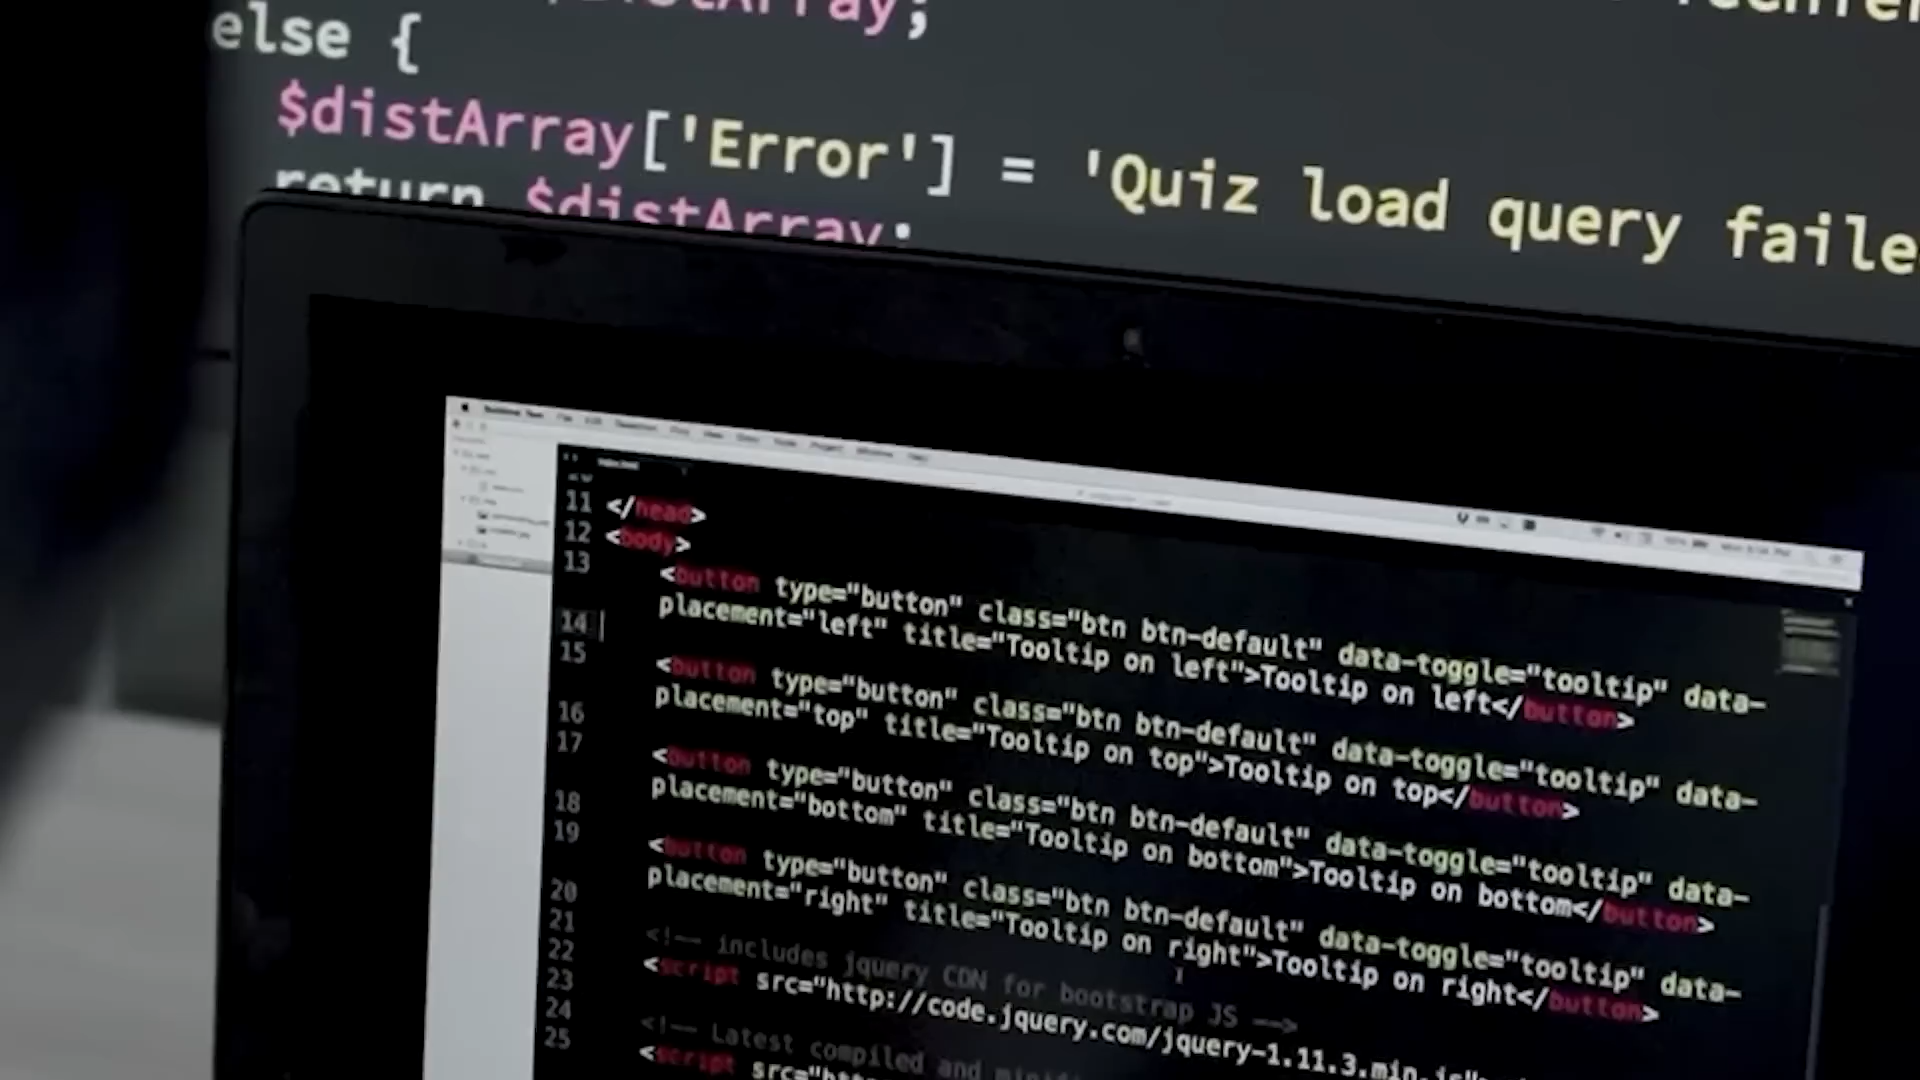 $distArray;
else {
$distArray['Error'] = 'Quiz load query faile
return $distArray;
11 </head>
12 <body>
13
<button type="button" class="btn btn-default" data-toggle="tooltip" data-
placement="left" title="Tooltip on left">Tooltip on left</button>
14
15
<button type="button" class="btn btn-default" data-toggle="tooltip" data-
placement="top" title="Tooltip on top">Tooltip on top</button>
16
17
<button type="button" class="btn btn-default" data-toggle="tooltip" data-
placement="bottom" title="Tooltip on bottom">Tooltip on bottom</button>
18
19
<button type="button" class="btn btn-default" data-toggle="tooltip" data-
placement="right" title="Tooltip on right">Tooltip on right</button>
20
21
22 <!-- includes jquery CDN for bootstrap JS -->
23 <script src="http://code.jquery.com/jquery-1.11.3.min.js"
24 <!-- Latest compiled and
25 <script src="